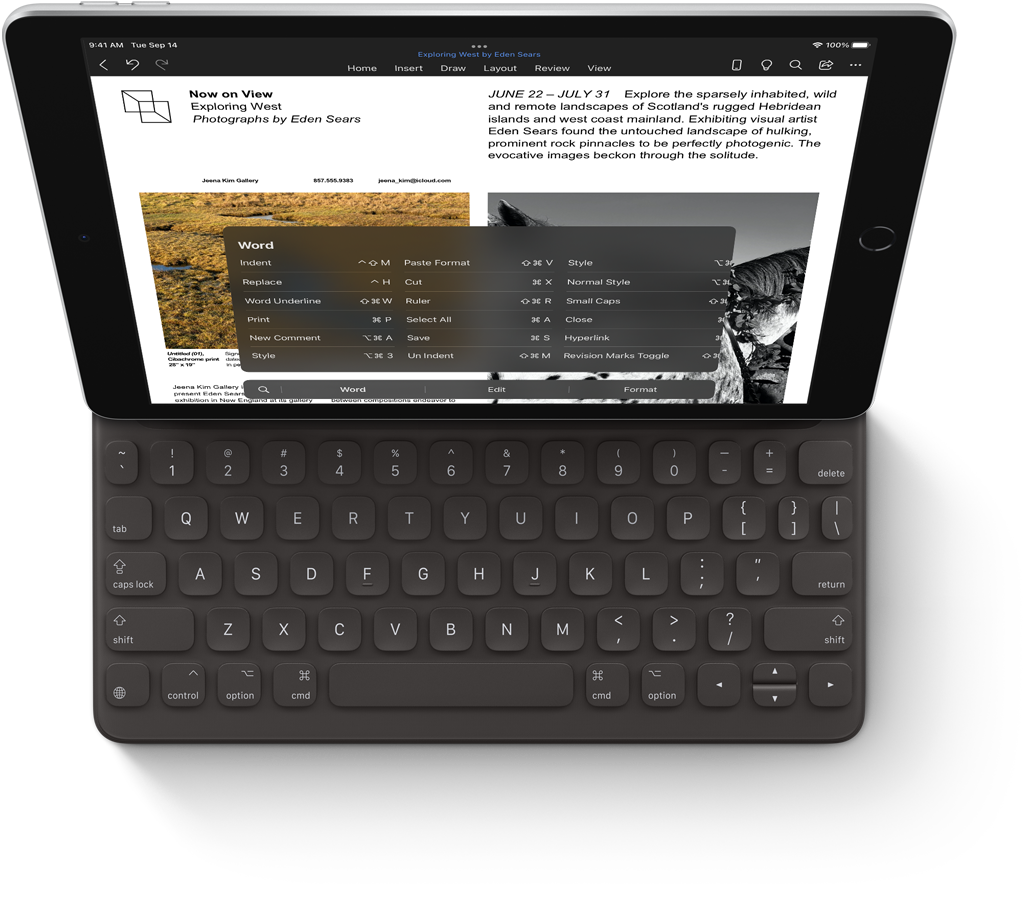 9:41 AM Tue Sep 14
100%
Exploring West by Eden Sears
Home Insert Draw Layout Review View
Now on View
Exploring West
Photographs by Eden Sears
JUNE 22 – JULY 31 Explore the sparsely inhabited, wild
and remote landscapes of Scotland's rugged Hebridean
islands and west coast mainland. Exhibiting visual artist
Eden Sears found the untouched landscape of hulking,
prominent rock pinnacles to be perfectly photogenic. The
evocative images beckon through the solitude.
Jeena Kim Gallery 857.555.9383 jeena_kim@icloud.com
Word
Indent ⌃⇧ M Paste Format ⇧⌘ V Style ⌥⌘
Replace ⌃ H Cut ⌘ X Normal Style ⌥⌘
Word Underline ⇧⌘ W Ruler ⇧⌘ R Small Caps ⇧⌘
Print ⌘ P Select All ⌘ A Close ⌘
New Comment ⌥⌘ A Save ⌘ S Hyperlink ⌘
Style ⌥⌘ 3 Un Indent ⇧⌘ M Revision Marks Toggle ⇧⌘
Untitled (01),
Cibachrome print
28" x 19"
Word Edit Format
Jeena Kim Gallery
present Eden Sears
exhibition in New England at its gallery
between compositions endeavor to
~ ! @ # $ % ^ & * ( ) — +
` 1 2 3 4 5 6 7 8 9 0 - = delete
tab Q W E R T Y U I O P { [ } ] | \
caps lock A S D F G H J K L : ; " ' return
shift Z X C V B N M < , > . ? / shift
⌃ control ⌥ option ⌘ cmd ⌘ cmd ⌥ option ◂ ▴ ▾ ▸